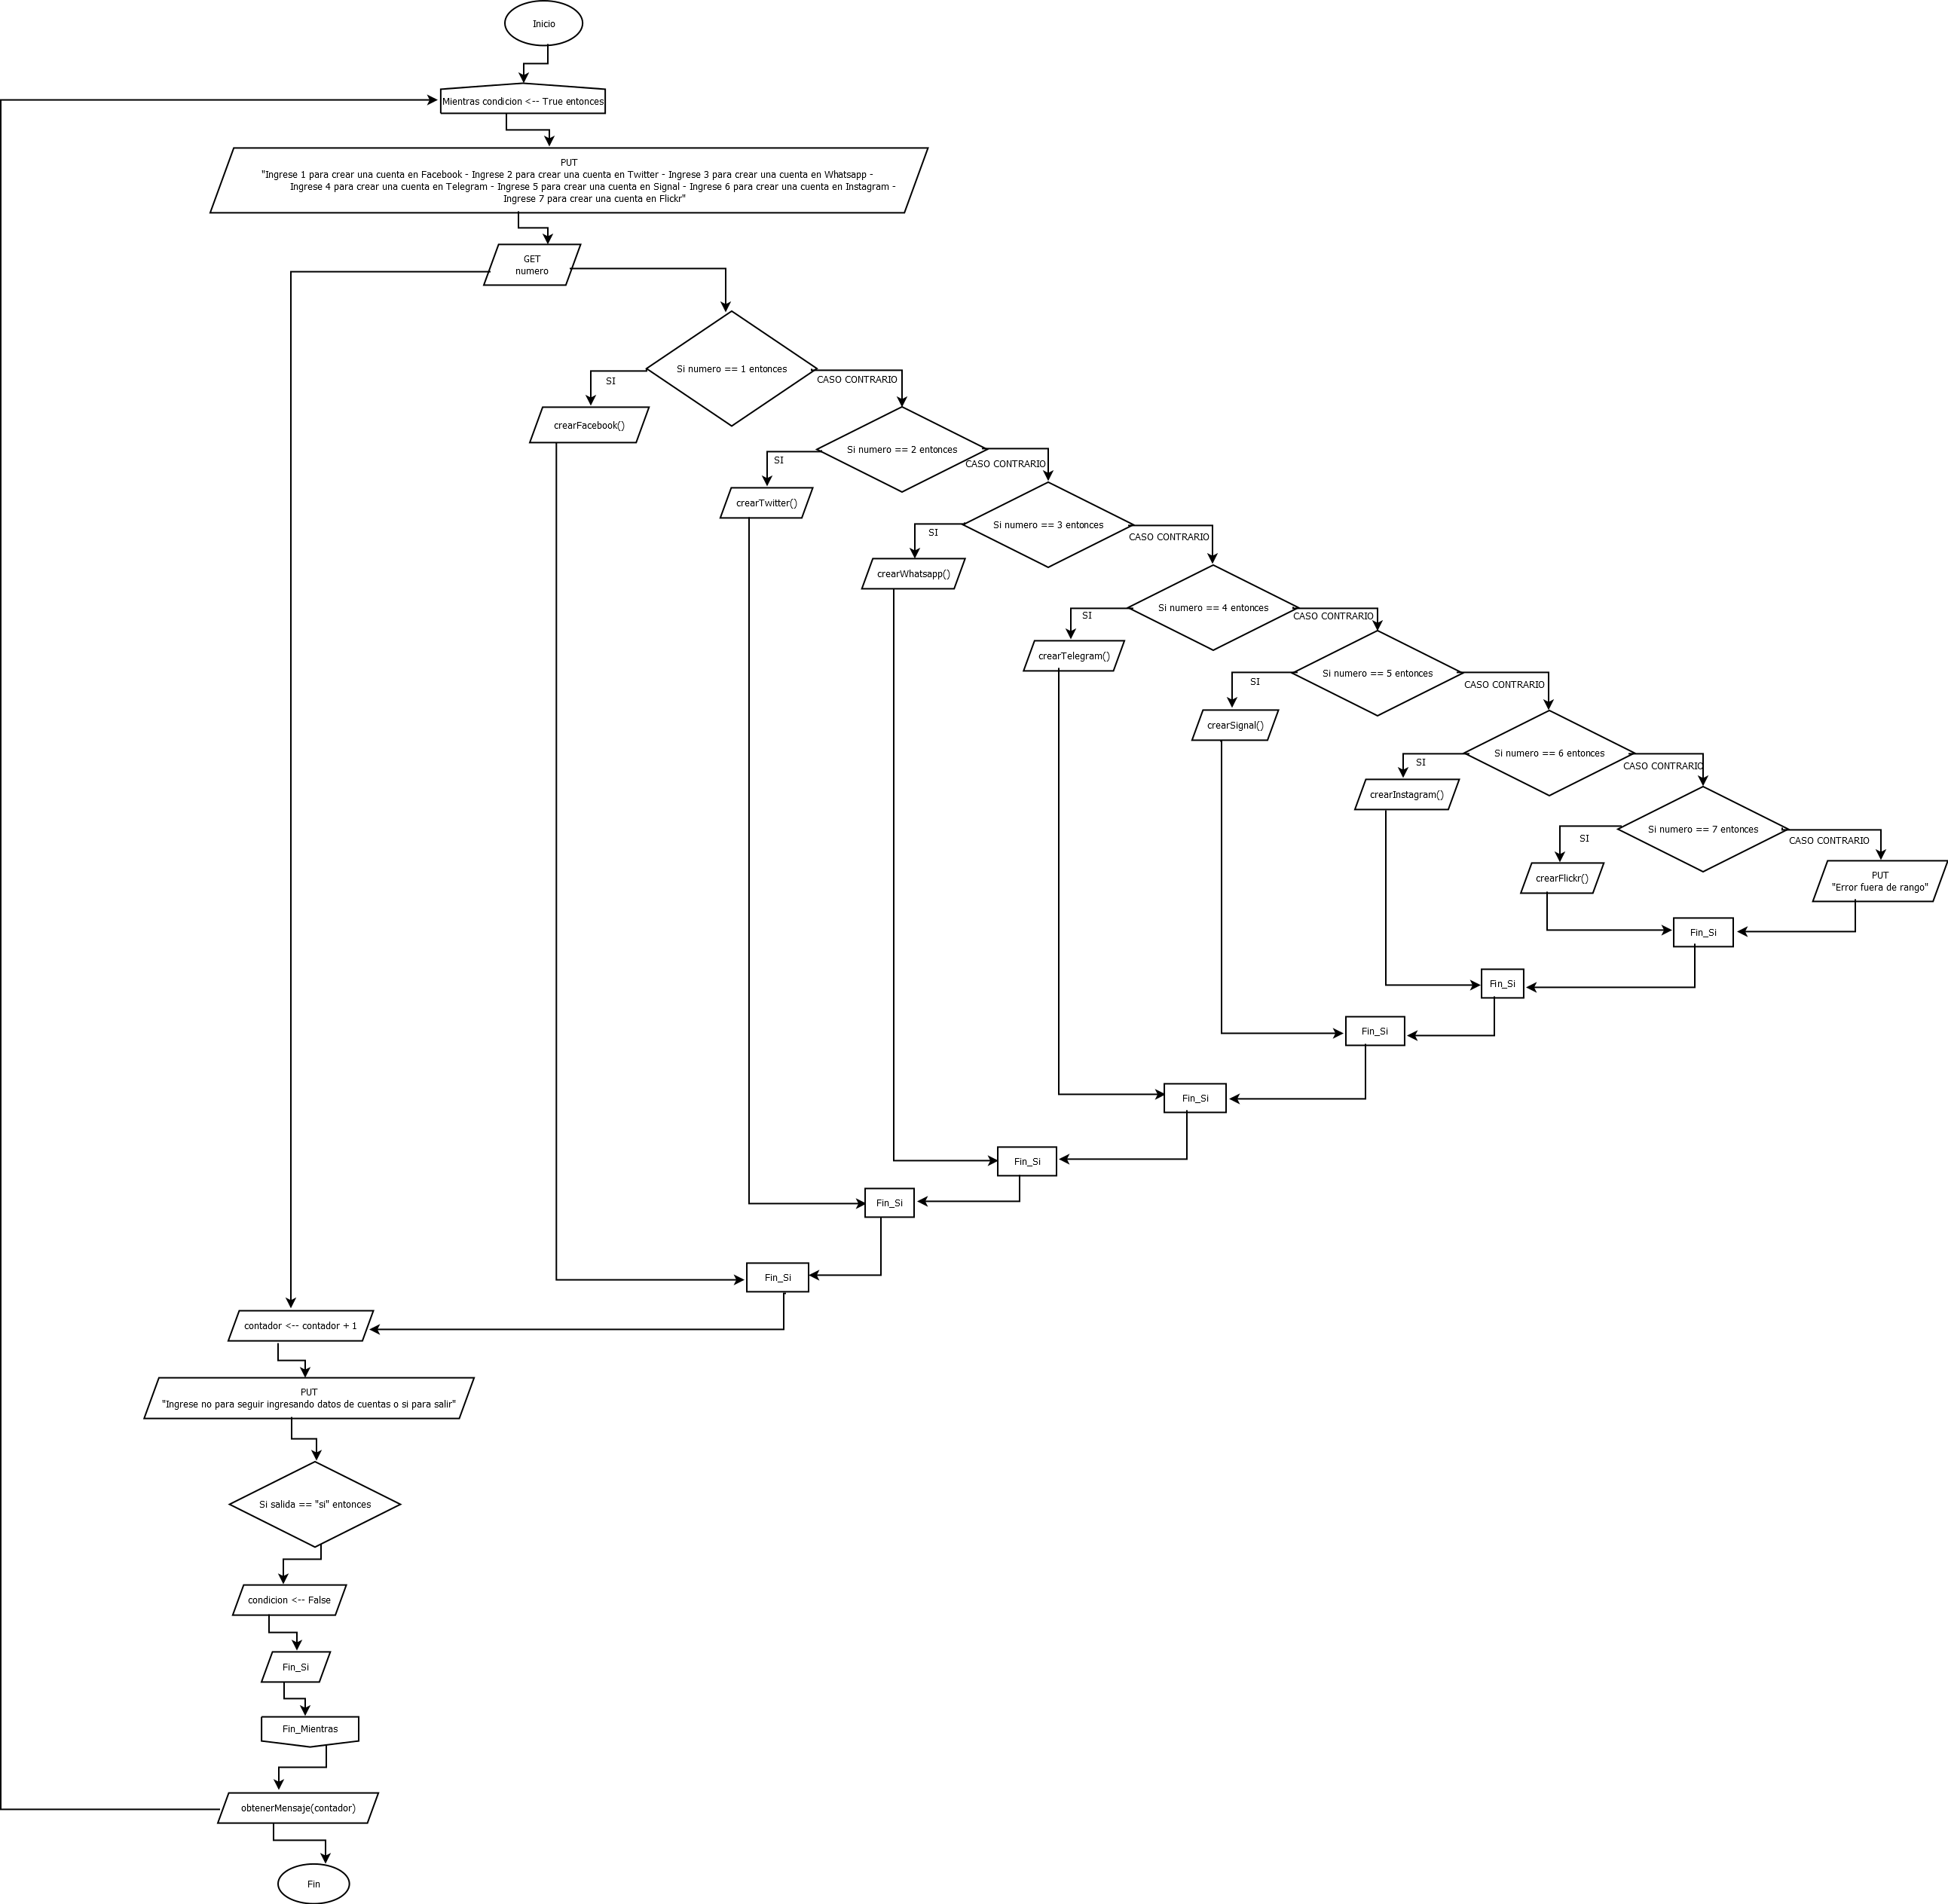 Inicio
Mientras condicion <-- True entonces
PUT
"Ingrese 1 para crear una cuenta en Facebook - Ingrese 2 para crear una cuenta en Twitter - Ingrese 3 para crear una cuenta en Whatsapp -
Ingrese 4 para crear una cuenta en Telegram - Ingrese 5 para crear una cuenta en Signal - Ingrese 6 para crear una cuenta en Instagram -
Ingrese 7 para crear una cuenta en Flickr"
GET
numero
Si numero == 1 entonces
SI
CASO CONTRARIO
crearFacebook()
Si numero == 2 entonces
SI
CASO CONTRARIO
crearTwitter()
Si numero == 3 entonces
SI
CASO CONTRARIO
crearWhatsapp()
Si numero == 4 entonces
SI
CASO CONTRARIO
crearTelegram()
Si numero == 5 entonces
SI
CASO CONTRARIO
crearSignal()
Si numero == 6 entonces
SI
CASO CONTRARIO
crearInstagram()
Si numero == 7 entonces
SI
CASO CONTRARIO
crearFlickr()
PUT
"Error fuera de rango"
Fin_Si
Fin_Si
Fin_Si
Fin_Si
Fin_Si
Fin_Si
Fin_Si
contador <-- contador + 1
PUT
"Ingrese no para seguir ingresando datos de cuentas o si para salir"
Si salida == "si" entonces
condicion <-- False
Fin_Si
Fin_Mientras
obtenerMensaje(contador)
Fin